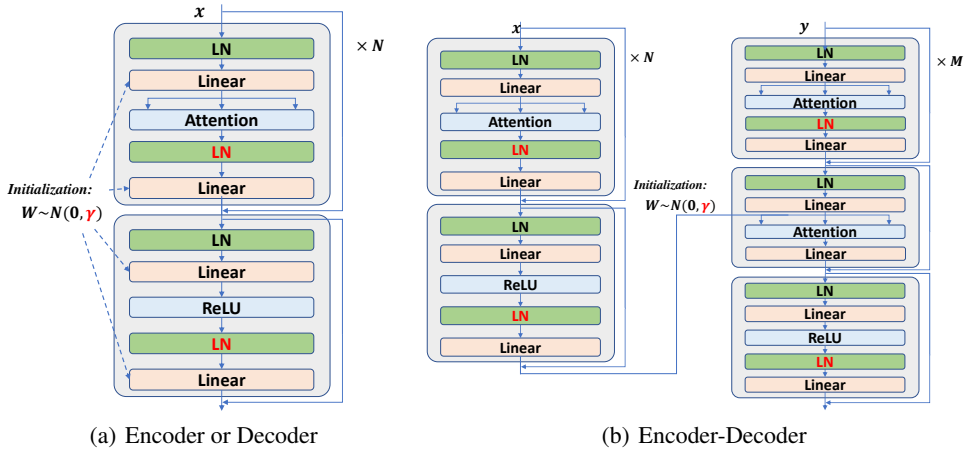 x
× N
LN
Linear
Attention
LN
Linear
Initialization:
W~N(0, γ)
LN
Linear
ReLU
LN
Linear
(a) Encoder or Decoder
x
× N
LN
Linear
Attention
LN
Linear
LN
Linear
ReLU
LN
Linear
Initialization:
W~N(0, γ)
y
× M
LN
Linear
Attention
LN
Linear
LN
Linear
Attention
Linear
LN
Linear
ReLU
LN
Linear
(b) Encoder-Decoder